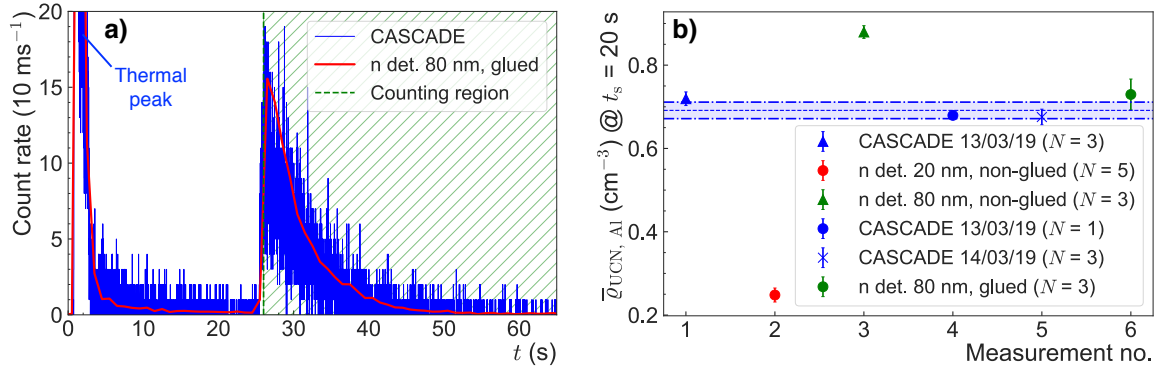 a)
Count rate (10 ms⁻¹)
20
15
10
5
0
Thermal
peak
CASCADE
n det. 80 nm, glued
Counting region
0 10 20 30 40 50 60
t (s)
b)
ϱ̅UCN, Al (cm⁻³) @ tₛ = 20 s
0.8
0.6
0.4
0.2
CASCADE 13/03/19 (N = 3)
n det. 20 nm, non-glued (N = 5)
n det. 80 nm, non-glued (N = 3)
CASCADE 13/03/19 (N = 1)
CASCADE 14/03/19 (N = 3)
n det. 80 nm, glued (N = 3)
1 2 3 4 5 6
Measurement no.